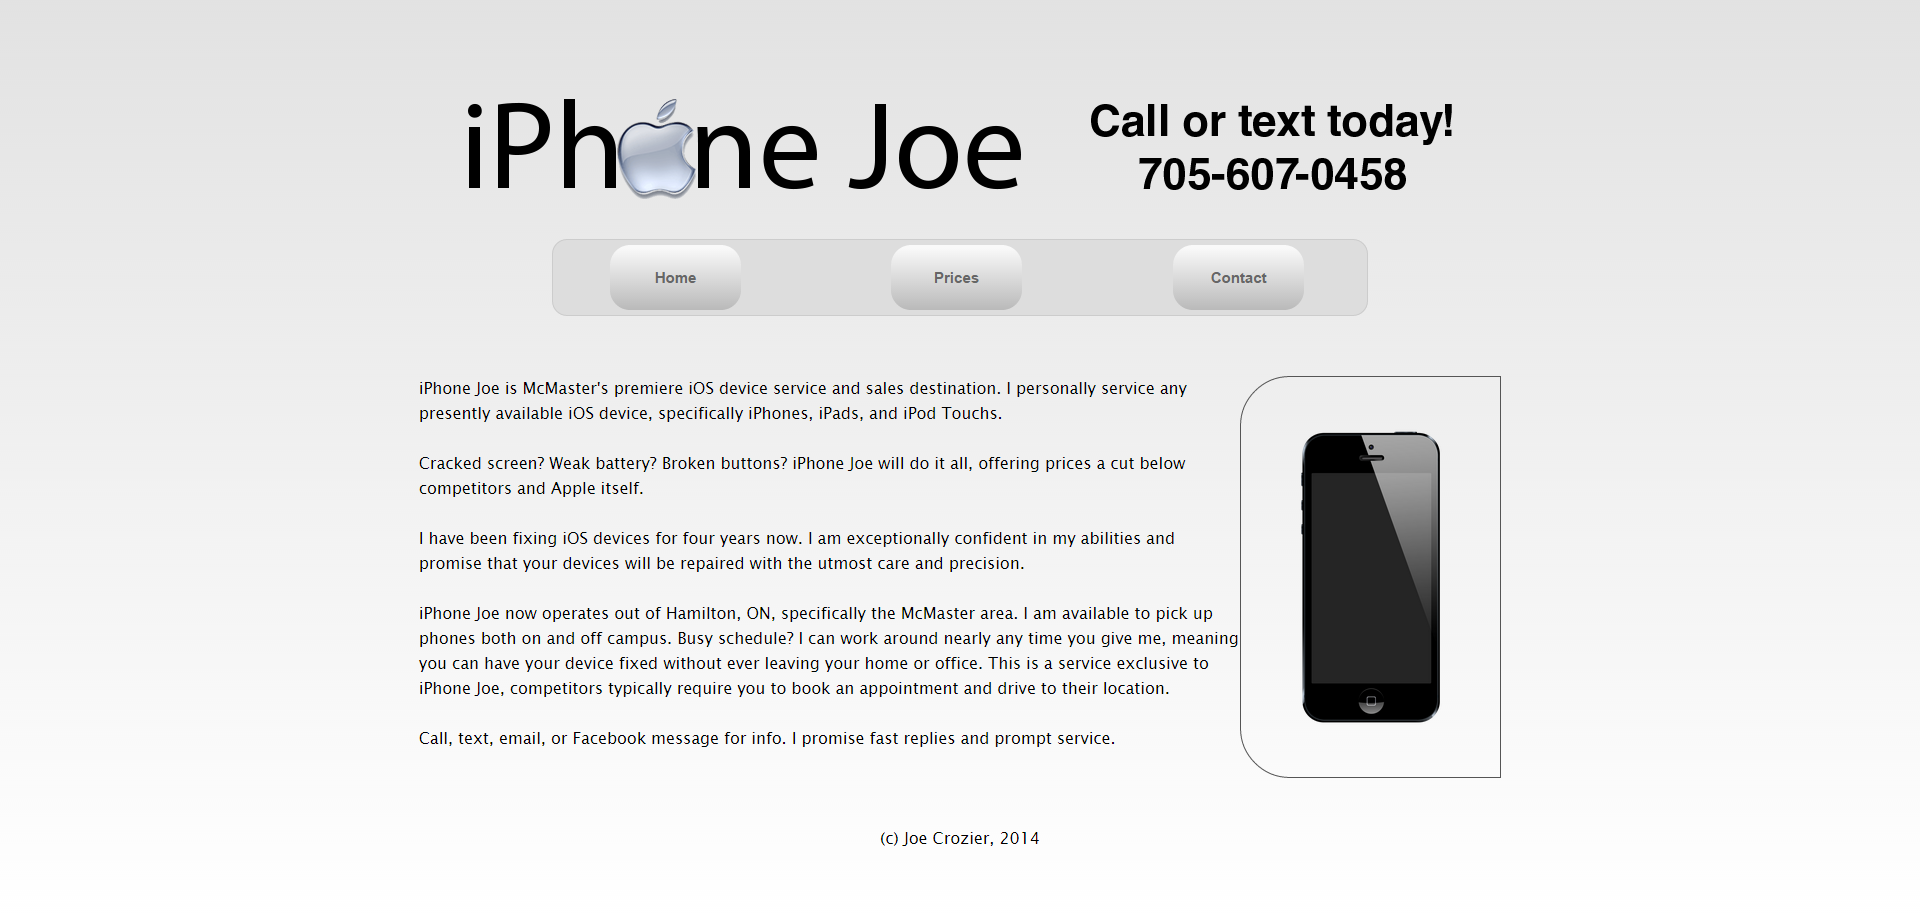 iPhone Joe
Call or text today!
705-607-0458
Home
Prices
Contact
iPhone Joe is McMaster's premiere iOS device service and sales destination. I personally service any
presently available iOS device, specifically iPhones, iPads, and iPod Touchs.
Cracked screen? Weak battery? Broken buttons? iPhone Joe will do it all, offering prices a cut below
competitors and Apple itself.
I have been fixing iOS devices for four years now. I am exceptionally confident in my abilities and
promise that your devices will be repaired with the utmost care and precision.
iPhone Joe now operates out of Hamilton, ON, specifically the McMaster area. I am available to pick up
phones both on and off campus. Busy schedule? I can work around nearly any time you give me, meaning
you can have your device fixed without ever leaving your home or office. This is a service exclusive to
iPhone Joe, competitors typically require you to book an appointment and drive to their location.
Call, text, email, or Facebook message for info. I promise fast replies and prompt service.
(c) Joe Crozier, 2014